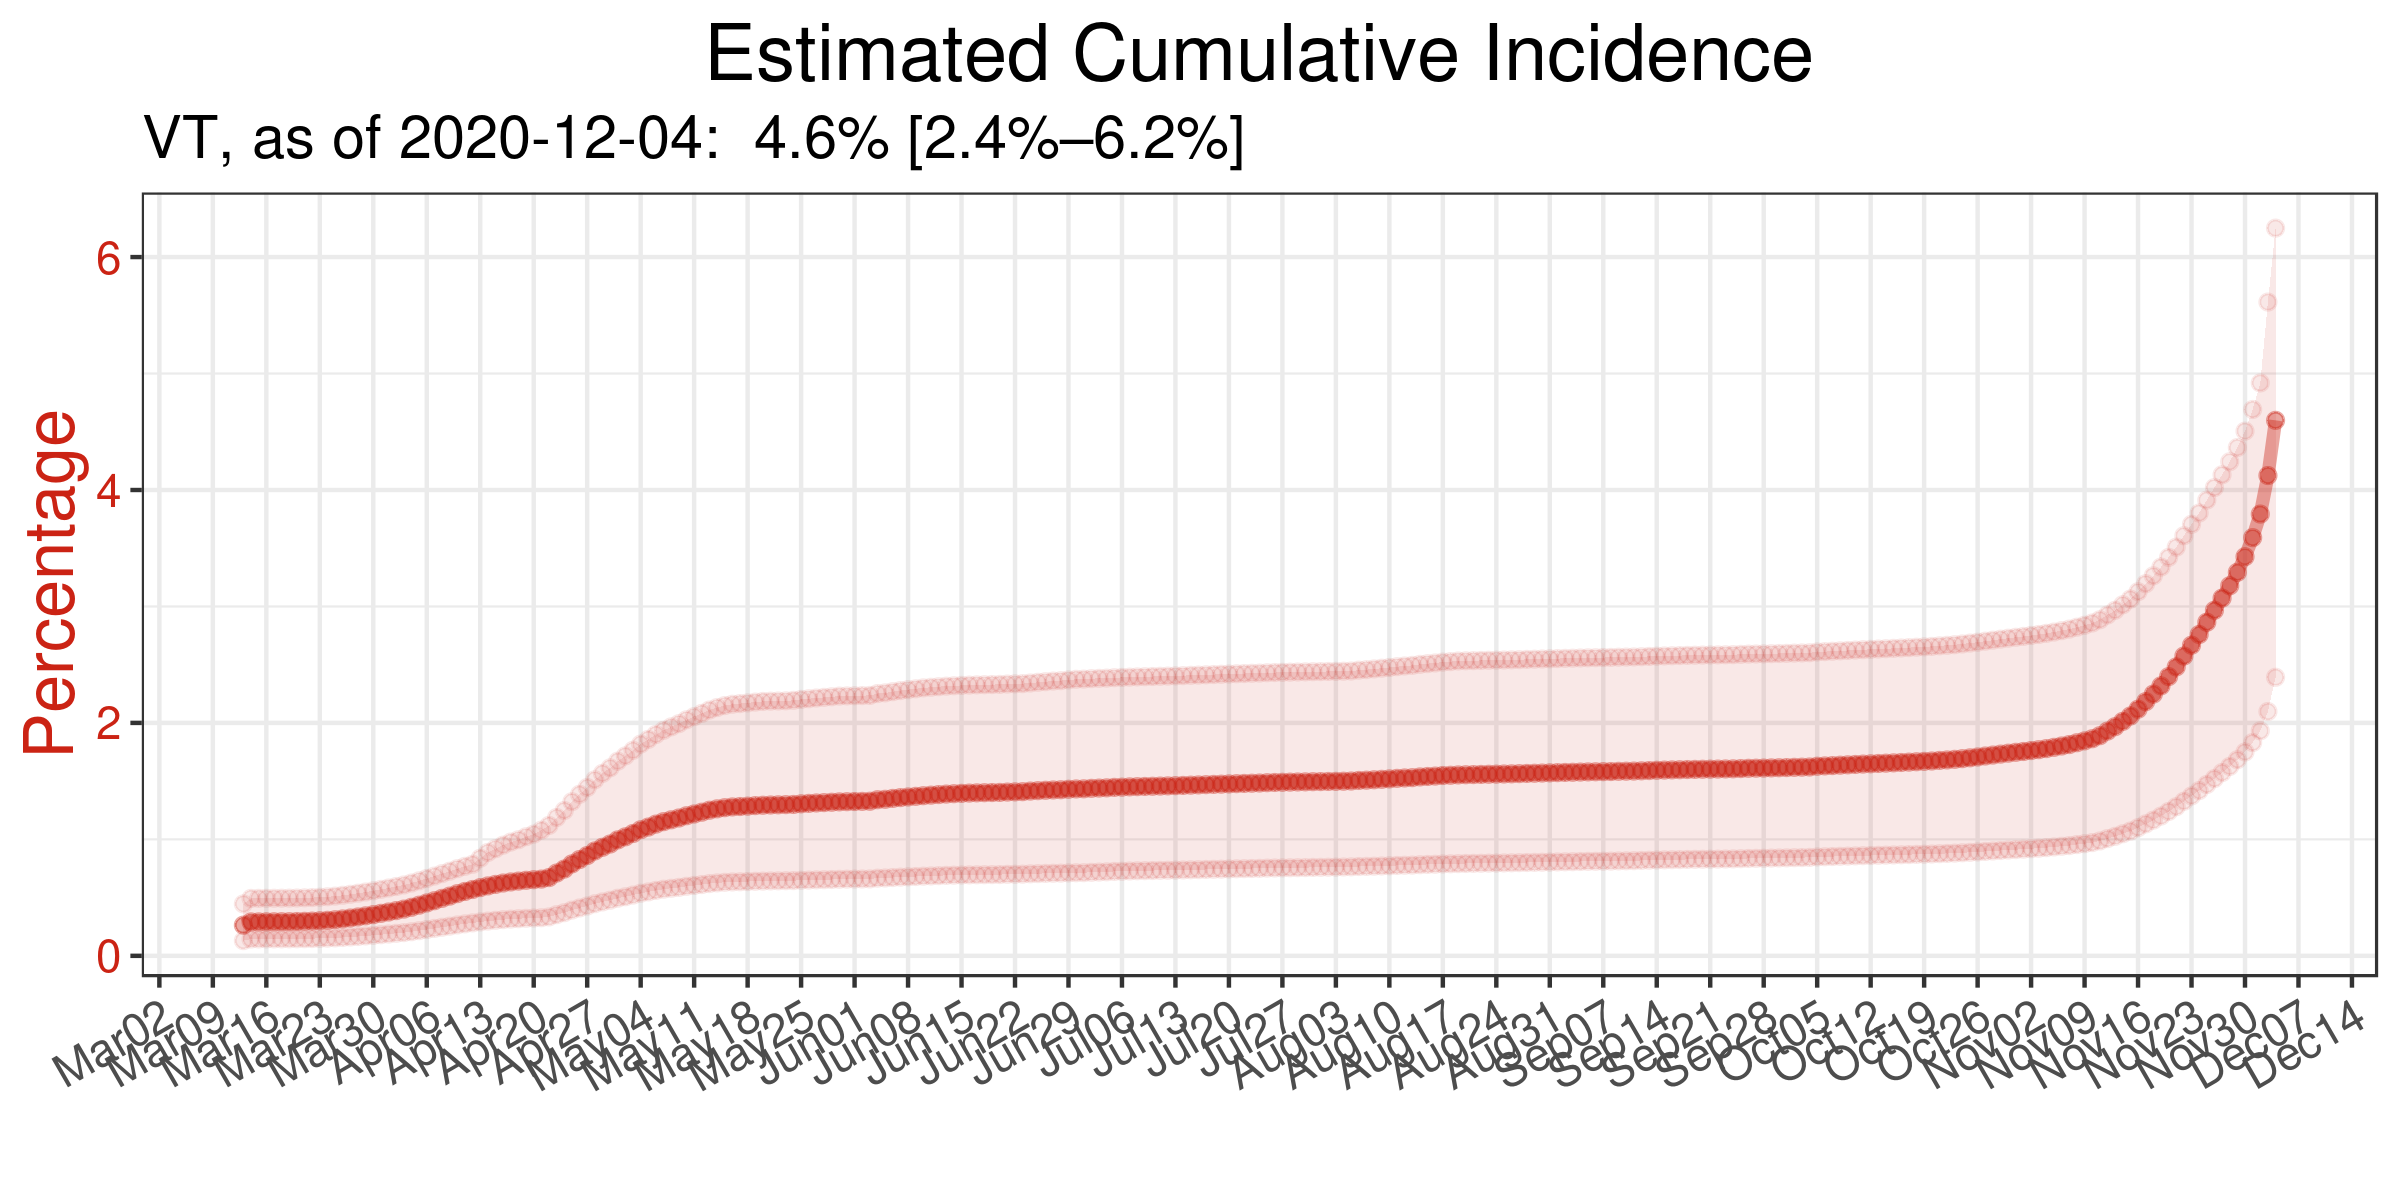 Estimated Cumulative Incidence
VT, as of 2020-12-04:  4.6% [2.4%–6.2%]
Percentage
6
4
2
0
Mar02
Mar09
Mar16
Mar23
Mar30
Apr06
Apr13
Apr20
Apr27
May04
May11
May18
May25
Jun01
Jun08
Jun15
Jun22
Jun29
Jul06
Jul13
Jul20
Jul27
Aug03
Aug10
Aug17
Aug24
Aug31
Sep07
Sep14
Sep21
Sep28
Oct05
Oct12
Oct19
Oct26
Nov02
Nov09
Nov16
Nov23
Nov30
Dec07
Dec14